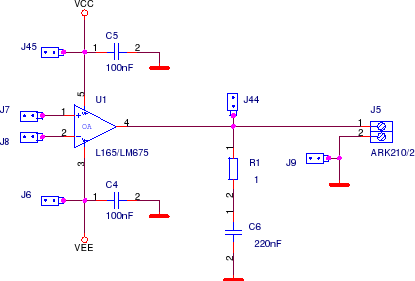 VCC
J45
1
C5
2
100nF
5
U1
J7
1
+
OA
4
J8
2
-
L165/LM675
3
J44
J5
1
2
J9
ARK210/2
1
R1
1
2
J6
1
C4
2
100nF
VEE
1
C6
220nF
2